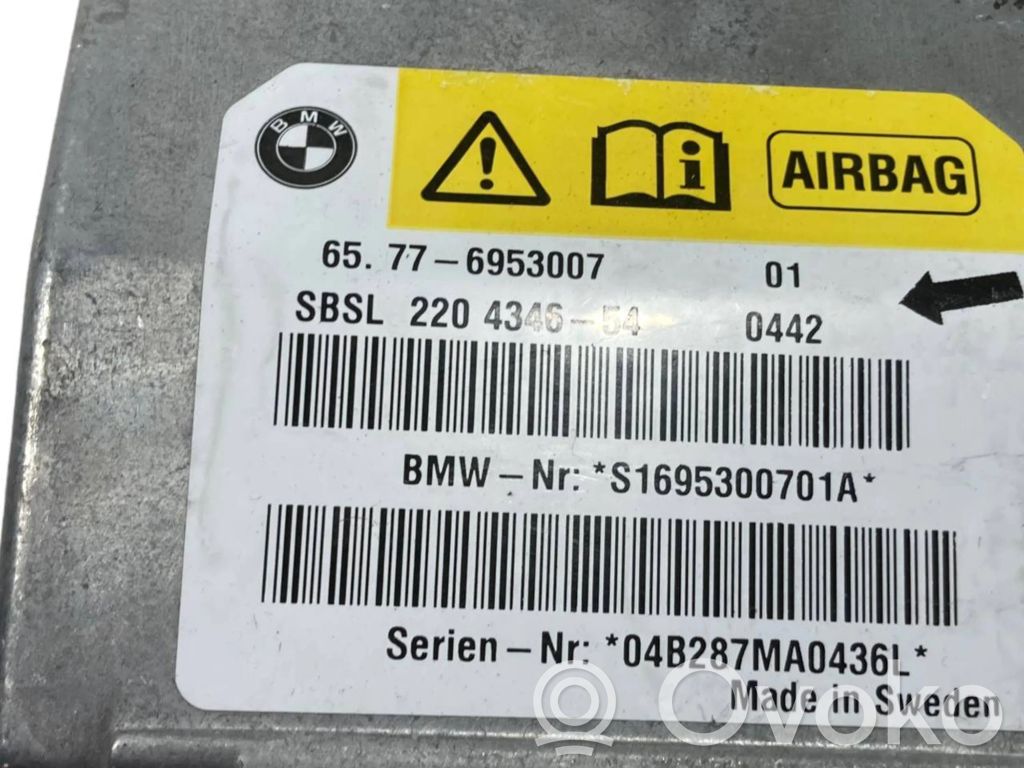 BMW
i
AIRBAG
65. 77-6953007 01
SBSL 220 4346-54 0442
BMW-Nr: *S1695300701A*
Serien-Nr: *04B287MA0436L*
Made in Sweden
Ovoko